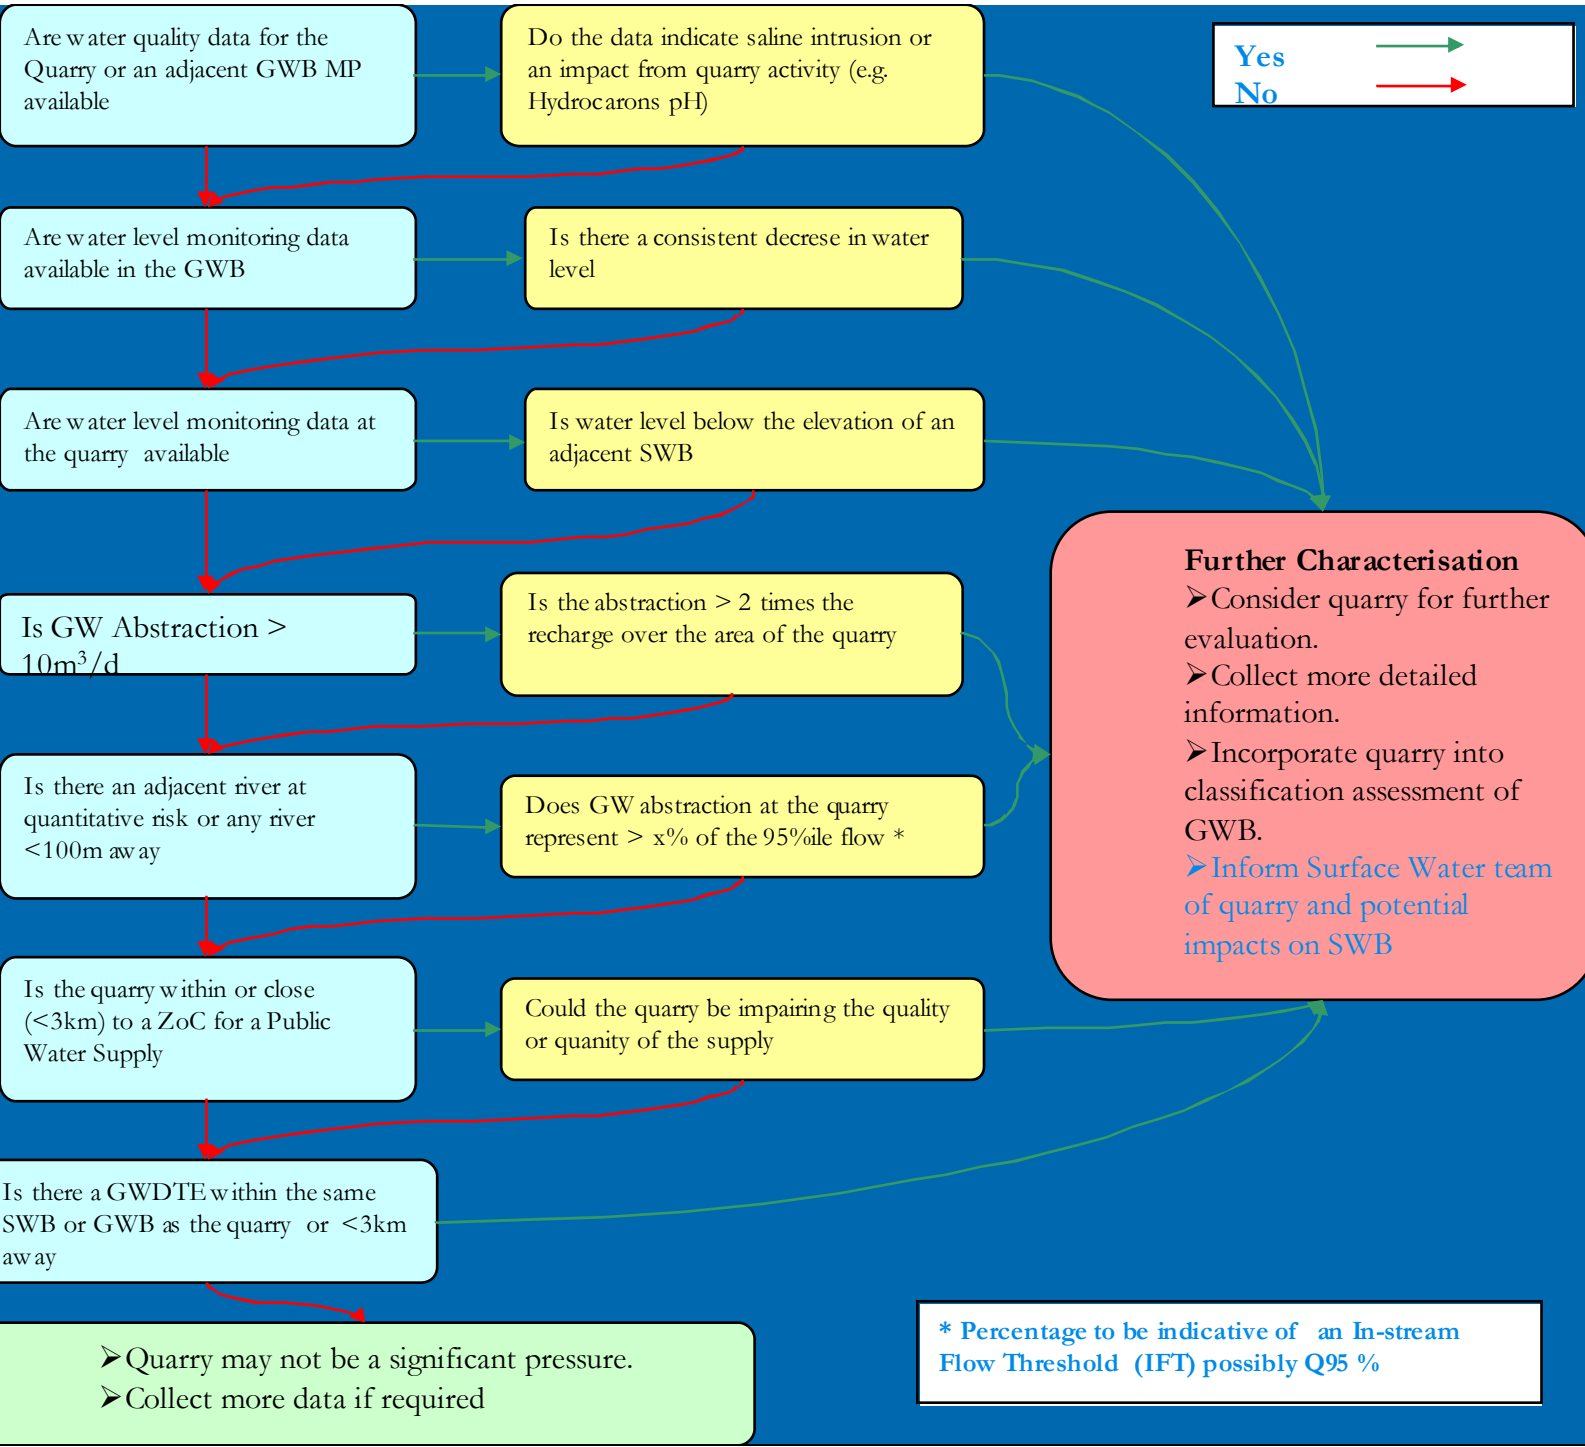 Are water quality data for the
Quarry or an adjacent GWB MP
available
Do the data indicate saline intrusion or
an impact from quarry activity (e.g.
Hydrocarons pH)
Yes
No
Are water level monitoring data
available in the GWB
Is there a consistent decrese in water
level
Are water level monitoring data at
the quarry available
Is water level below the elevation of an
adjacent SWB
Is GW Abstraction >
10m³/d
Is the abstraction > 2 times the
recharge over the area of the quarry
Is there an adjacent river at
quantitative risk or any river
<100m away
Does GW abstraction at the quarry
represent > x% of the 95%ile flow *
Is the quarry within or close
(<3km) to a ZoC for a Public
Water Supply
Could the quarry be impairing the quality
or quanity of the supply
Is there a GWDTE within the same
SWB or GWB as the quarry or <3km
away
Further Characterisation
➢Consider quarry for further
evaluation.
➢Collect more detailed
information.
➢Incorporate quarry into
classification assessment of
GWB.
➢Inform Surface Water team
of quarry and potential
impacts on SWB
➢Quarry may not be a significant pressure.
➢Collect more data if required
* Percentage to be indicative of an In-stream
Flow Threshold (IFT) possibly Q95 %